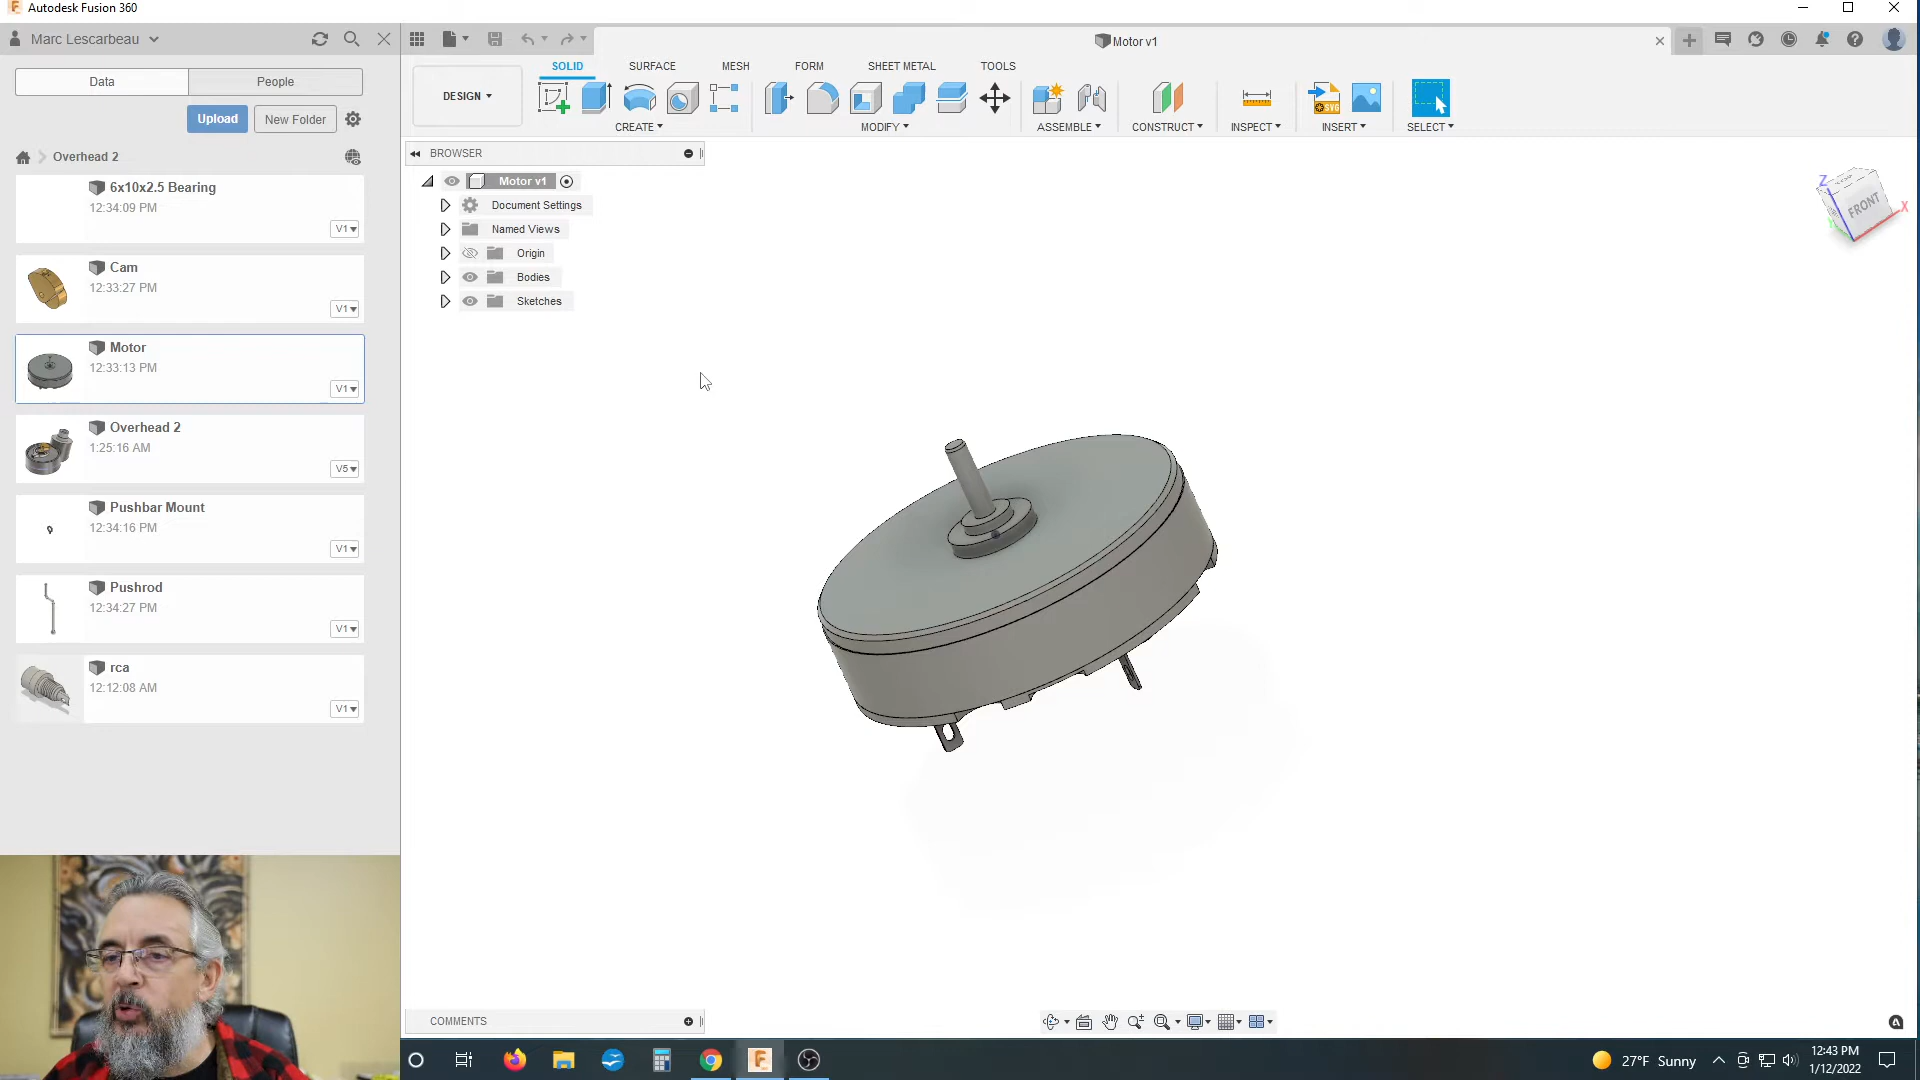 Autodesk Fusion 360
Marc Lescarbeau
Motor v1
Data
People
Upload
New Folder
Overhead 2
6x10x2.5 Bearing
12:34:09 PM
V1
Cam
12:33:27 PM
V1
Motor
12:33:13 PM
V1
Overhead 2
1:25:16 AM
V5
Pushbar Mount
12:34:16 PM
V1
Pushrod
12:34:27 PM
V1
rca
12:12:08 AM
V1
DESIGN
SOLID
SURFACE
MESH
FORM
SHEET METAL
TOOLS
CREATE
MODIFY
ASSEMBLE
CONSTRUCT
INSPECT
SVG
INSERT
SELECT
BROWSER
Motor v1
Document Settings
Named Views
Origin
Bodies
Sketches
Z
FRONT
X
COMMENTS
27°F Sunny
12:43 PM
1/12/2022